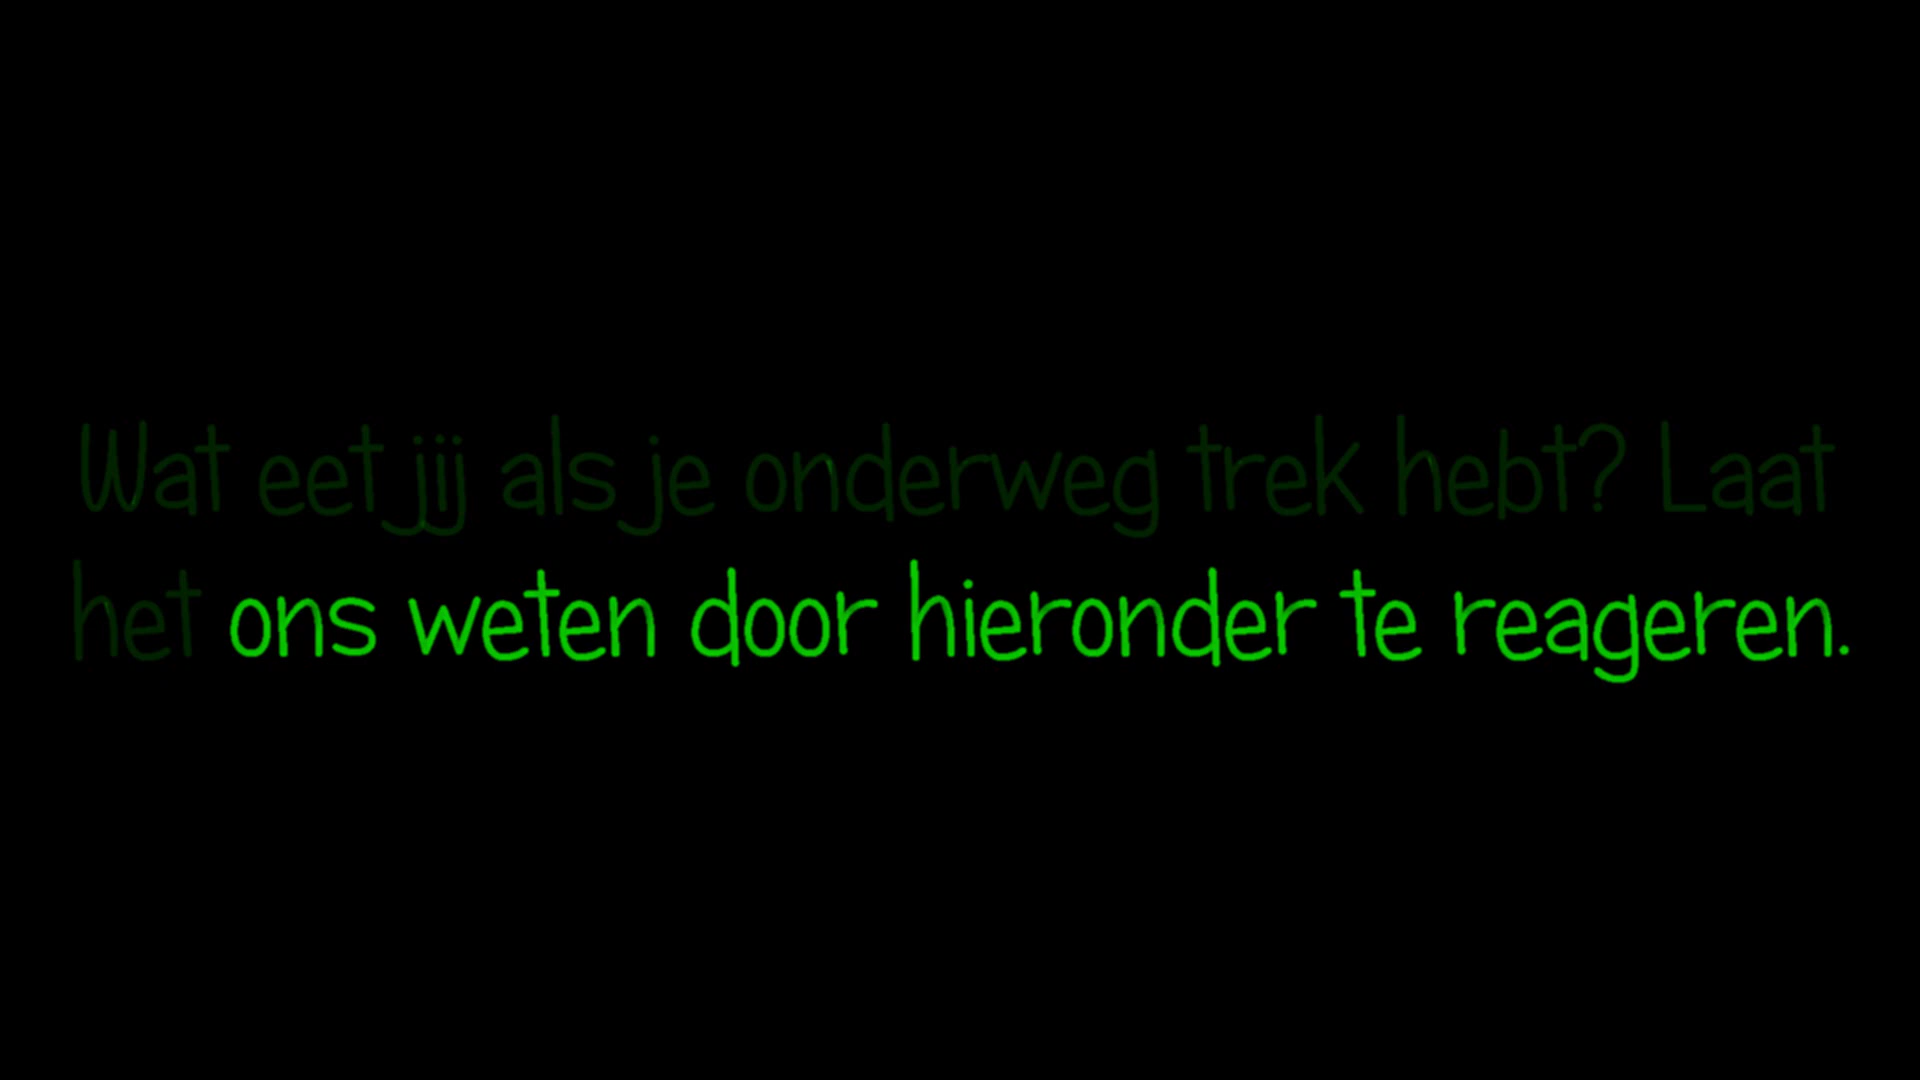 Wat eet jij als je onderweg trek hebt? Laat
het ons weten door hieronder te reageren.